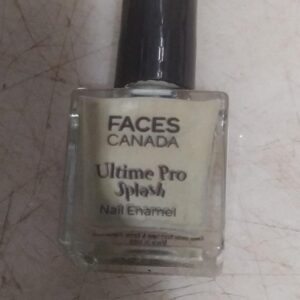 FACES
CANADA
Ultime Pro
Splash
Nail Enamel